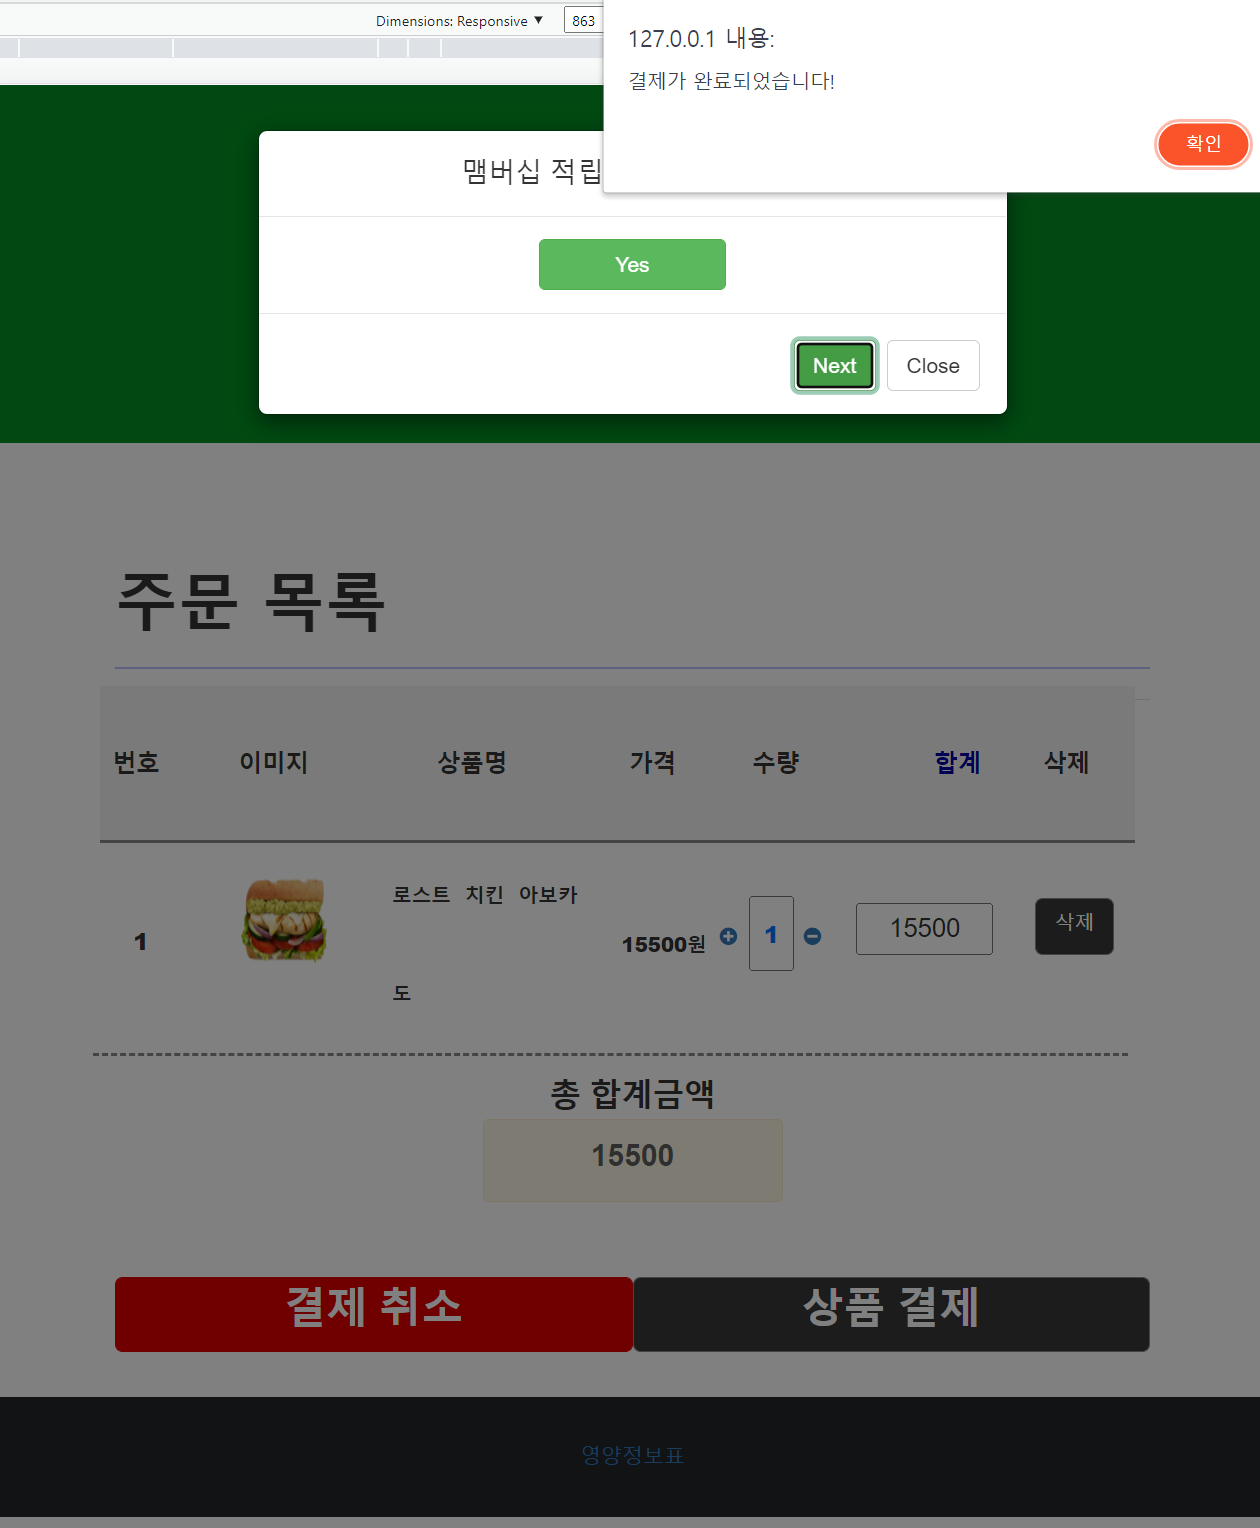 Dimensions: Responsive ▼ 863
127.0.0.1 내용:
결제가 완료되었습니다!
확인
맴버십 적립
Yes
Next Close
주문 목록
번호 이미지 상품명 가격 수량 합계 삭제
로스트 치킨 아보카
도
1 15500원 1 15500 삭제
총 합계금액
15500
결제 취소 상품 결제
영양정보표